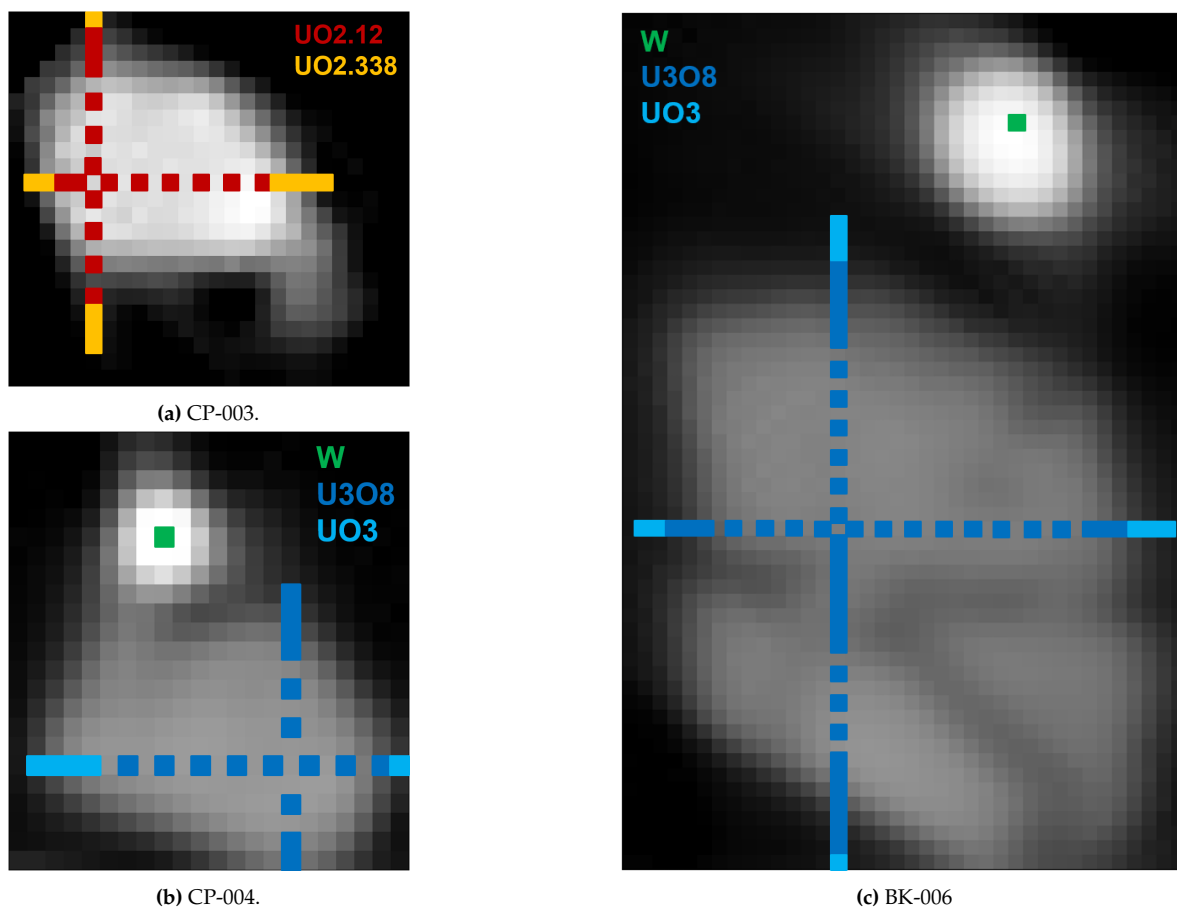 UO2.12
UO2.338
(a) CP-003.
W
U3O8
UO3
(b) CP-004.
W
U3O8
UO3
(c) BK-006